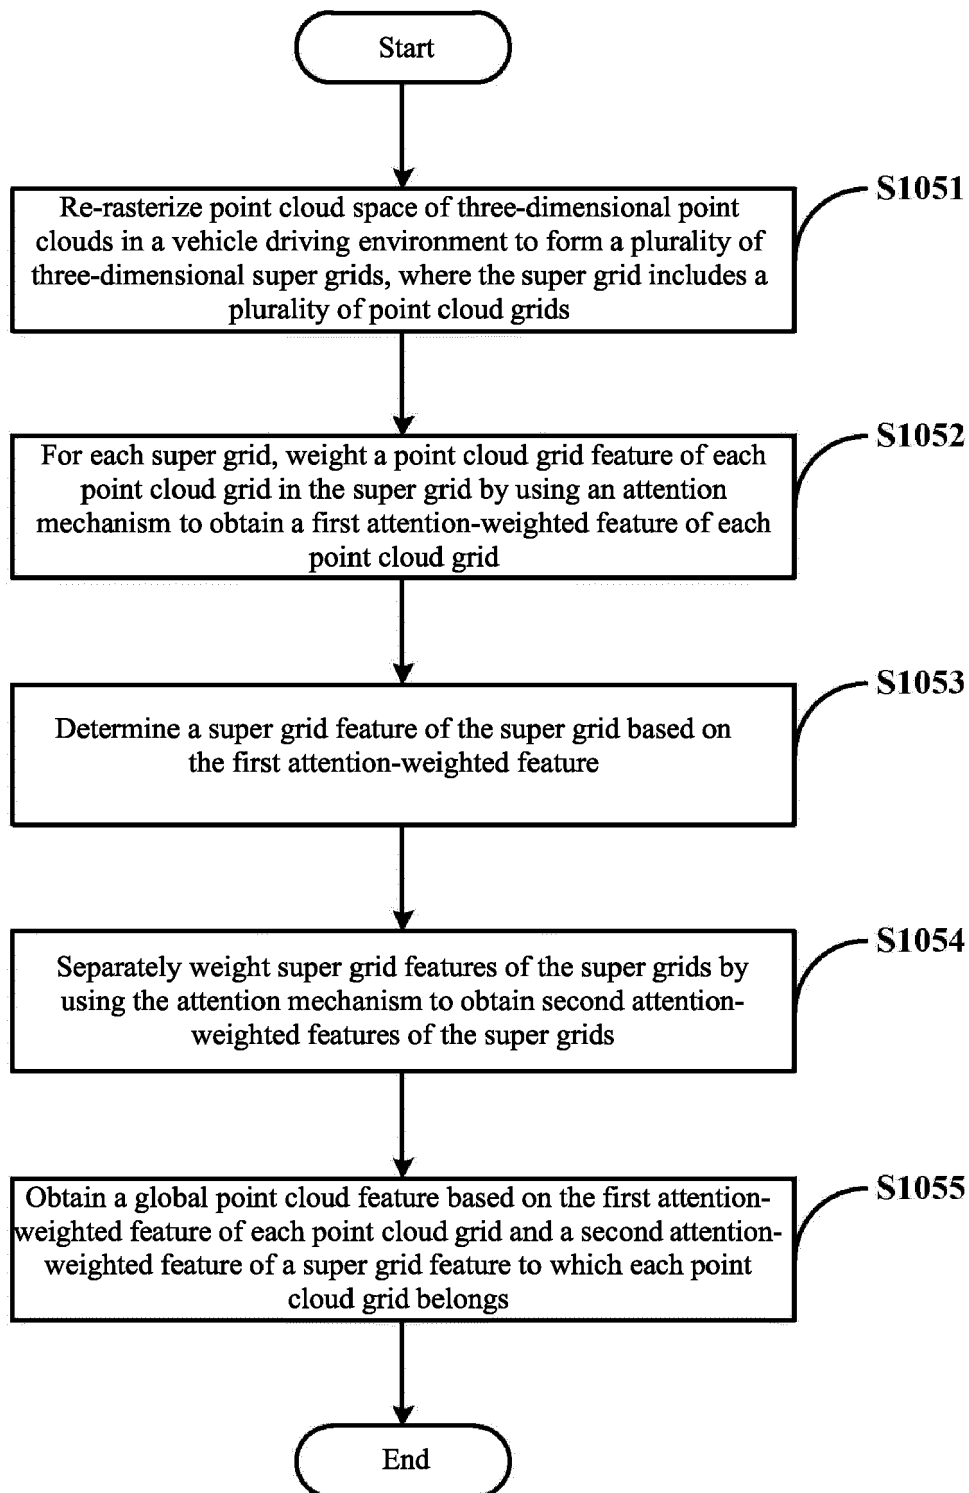 Start
S1051
Re-rasterize point cloud space of three-dimensional point
clouds in a vehicle driving environment to form a plurality of
three-dimensional super grids, where the super grid includes a
plurality of point cloud grids
S1052
For each super grid, weight a point cloud grid feature of each
point cloud grid in the super grid by using an attention
mechanism to obtain a first attention-weighted feature of each
point cloud grid
S1053
Determine a super grid feature of the super grid based on
the first attention-weighted feature
S1054
Separately weight super grid features of the super grids by
using the attention mechanism to obtain second attention-
weighted features of the super grids
S1055
Obtain a global point cloud feature based on the first attention-
weighted feature of each point cloud grid and a second attention-
weighted feature of a super grid feature to which each point
cloud grid belongs
End